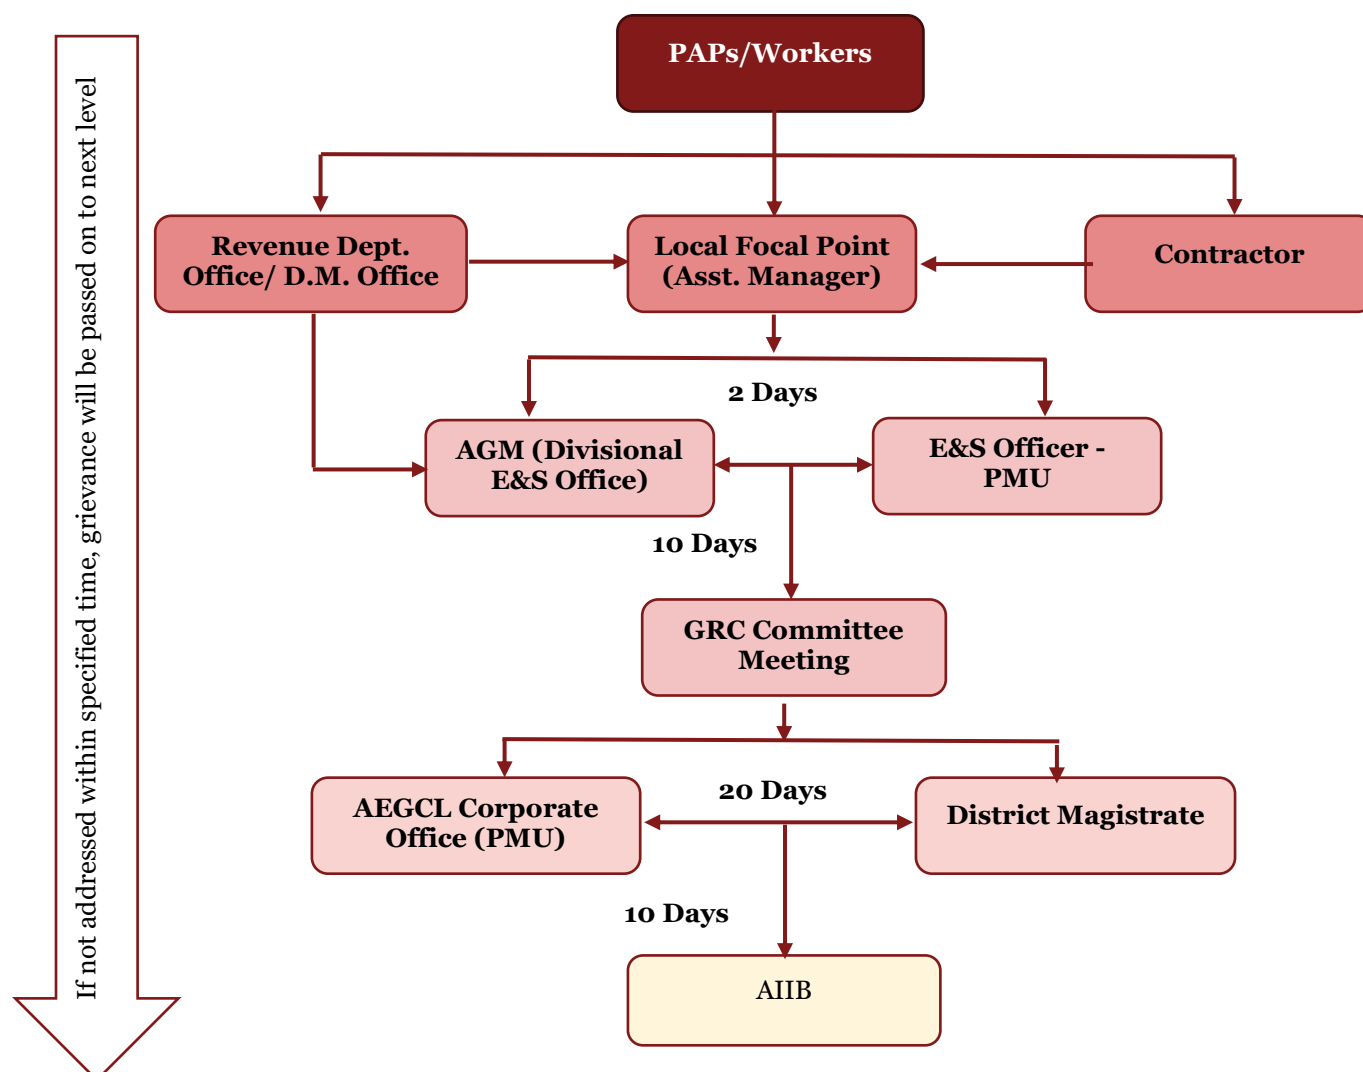 If not addressed within specified time, grievance will be passed on to next level
PAPs/Workers
Revenue Dept.
Office/ D.M. Office
Local Focal Point
(Asst. Manager)
Contractor
2 Days
AGM (Divisional
E&S Office)
E&S Officer -
PMU
10 Days
GRC Committee
Meeting
20 Days
AEGCL Corporate
Office (PMU)
District Magistrate
10 Days
AIIB